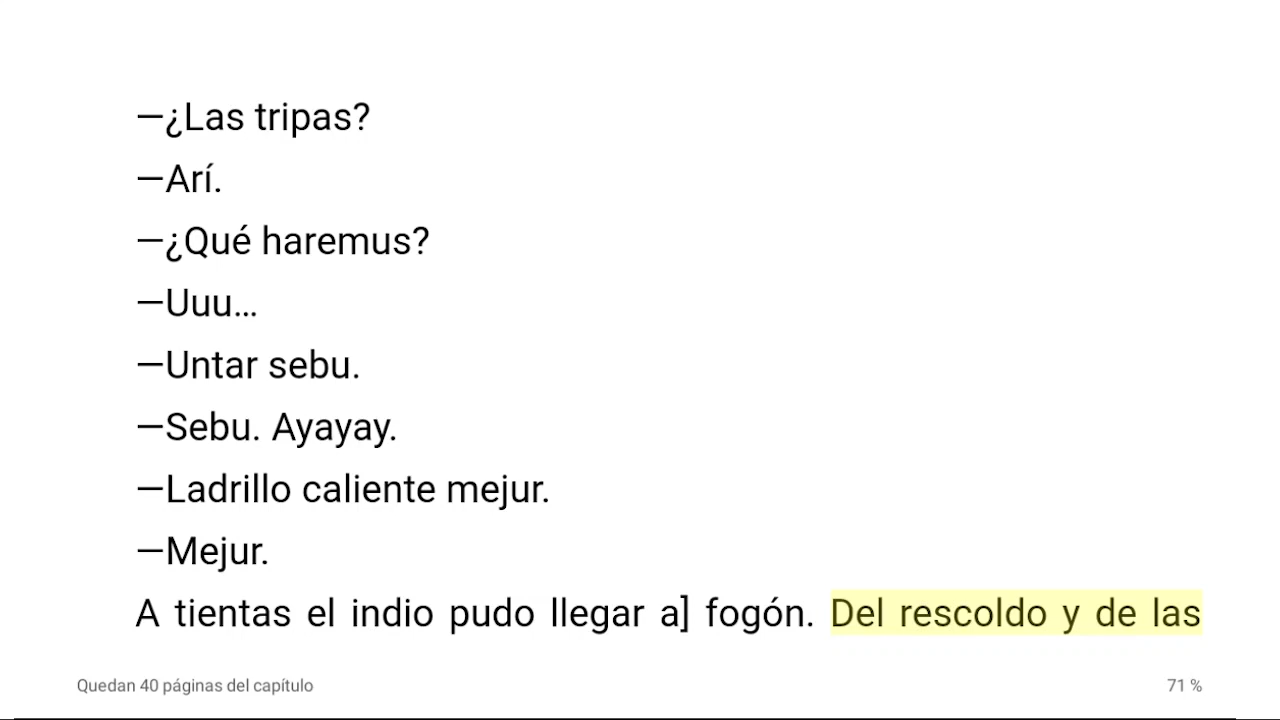 —¿Las tripas?
—Arí.
—¿Qué haremus?
—Uuu…
—Untar sebu.
—Sebu. Ayayay.
—Ladrillo caliente mejur.
—Mejur.
A tientas el indio pudo llegar a] fogón. Del rescoldo y de las
Quedan 40 páginas del capítulo
71 %